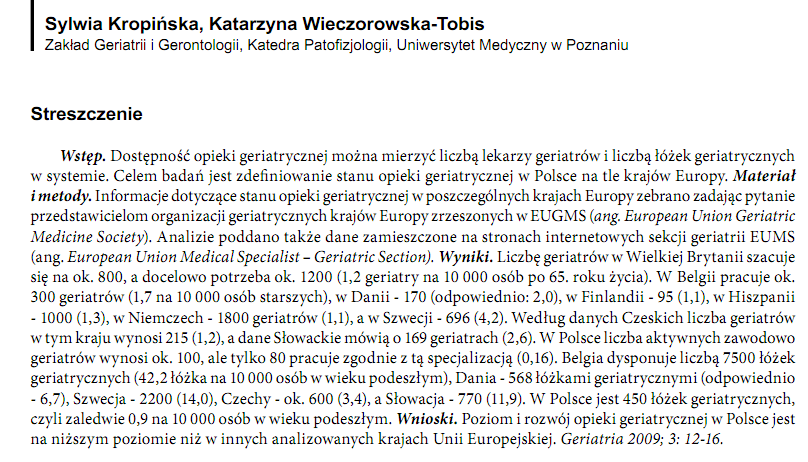 Sylwia Kropińska, Katarzyna Wieczorowska-Tobis
Zakład Geriatrii i Gerontologii, Katedra Patofizjologii, Uniwersytet Medyczny w Poznaniu
Streszczenie
Wstęp. Dostępność opieki geriatrycznej można mierzyć liczbą lekarzy geriatrów i liczbą łóżek geriatrycznych
w systemie. Celem badań jest zdefiniowanie stanu opieki geriatrycznej w Polsce na tle krajów Europy. Materiał
i metody. Informacje dotyczące stanu opieki geriatrycznej w poszczególnych krajach Europy zebrano zadając pytanie
przedstawicielom organizacji geriatrycznych krajów Europy zrzeszonych w EUGMS (ang. European Union Geriatric
Medicine Society). Analizie poddano także dane zamieszczone na stronach internetowych sekcji geriatrii EUMS
(ang. European Union Medical Specialist – Geriatric Section). Wyniki. Liczbę geriatrów w Wielkiej Brytanii szacuje
się na ok. 800, a docelowo potrzeba ok. 1200 (1,2 geriatry na 10 000 osób po 65. roku życia). W Belgii pracuje ok.
300 geriatrów (1,7 na 10 000 osób starszych), w Danii - 170 (odpowiednio: 2,0), w Finlandii - 95 (1,1), w Hiszpanii
- 1000 (1,3), w Niemczech - 1800 geriatrów (1,1), a w Szwecji - 696 (4,2). Według danych Czeskich liczba geriatrów
w tym kraju wynosi 215 (1,2), a dane Słowackie mówią o 169 geriatrach (2,6). W Polsce liczba aktywnych zawodowo
geriatrów wynosi ok. 100, ale tylko 80 pracuje zgodnie z tą specjalizacją (0,16). Belgia dysponuje liczbą 7500 łóżek
geriatrycznych (42,2 łóżka na 10 000 osób w wieku podeszłym), Dania - 568 łóżkami geriatrycznymi (odpowiednio
- 6,7), Szwecja - 2200 (14,0), Czechy - ok. 600 (3,4), a Słowacja - 770 (11,9). W Polsce jest 450 łóżek geriatrycznych,
czyli zaledwie 0,9 na 10 000 osób w wieku podeszłym. Wnioski. Poziom i rozwój opieki geriatrycznej w Polsce jest
na niższym poziomie niż w innych analizowanych krajach Unii Europejskiej. Geriatria 2009; 3: 12-16.